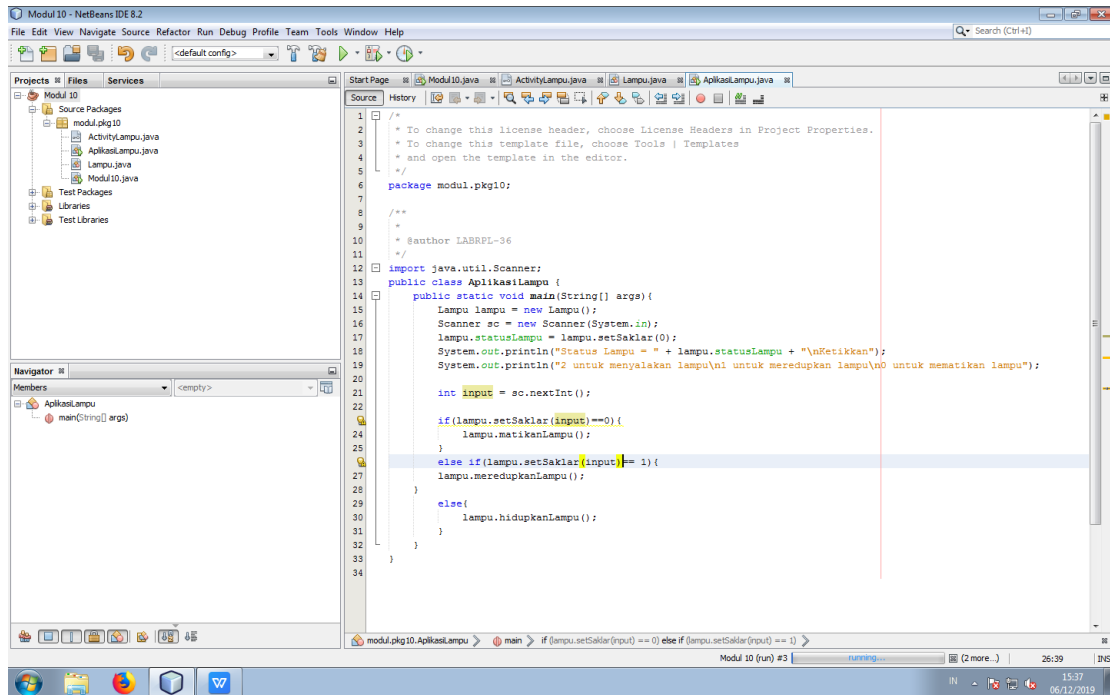 Modul 10 - NetBeans IDE 8.2
File Edit View Navigate Source Refactor Run Debug Profile Team Tools Window Help
Search (Ctrl+I)
<default config>
Projects Files Services
Start Page Modul10.java ActivityLampu.java Lampu.java AplikasiLampu.java
Source History
Modul 10
Source Packages
modul.pkg10
ActivityLampu.java
AplikasiLampu.java
Lampu.java
Modul10.java
Test Packages
Libraries
Test Libraries
Navigator
Members <empty>
AplikasiLampu
main(String[] args)
1 /*
2 * To change this license header, choose License Headers in Project Properties.
3 * To change this template file, choose Tools | Templates
4 * and open the template in the editor.
5 */
6 package modul.pkg10;
7
8 /**
9 *
10 * @author LABRPL-36
11 */
12 import java.util.Scanner;
13 public class AplikasiLampu {
14 public static void main(String[] args){
15 Lampu lampu = new Lampu();
16 Scanner sc = new Scanner(System.in);
17 lampu.statusLampu = lampu.setSaklar(0);
18 System.out.println("Status Lampu = " + lampu.statusLampu + "\nKetikkan");
19 System.out.println("2 untuk menyalakan lampu\n1 untuk meredupkan lampu\n0 untuk mematikan lampu");
20
21 int input = sc.nextInt();
22
if(lampu.setSaklar(input)==0){
24 lampu.matikanLampu();
25 }
else if(lampu.setSaklar(input)== 1){
27 lampu.meredupkanLampu();
28 }
29 else{
30 lampu.hidupkanLampu();
31 }
32 }
33 }
34
modul.pkg10.AplikasiLampu main if (lampu.setSaklar(input) == 0) else if (lampu.setSaklar(input) == 1)
Modul 10 (run) #3 running... (2 more...) 26:39 INS
IN 15:37
06/12/2019